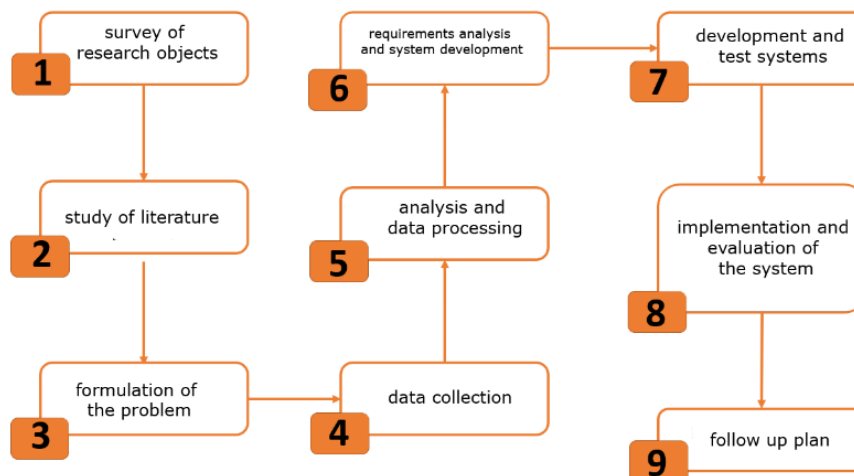 survey of
research objects
1
study of literature
2
formulation of
the problem
3
data collection
4
analysis and
data processing
5
requirements analysis
and system development
6
development and
test systems
7
implementation and
evaluation of
the system
8
follow up plan
9